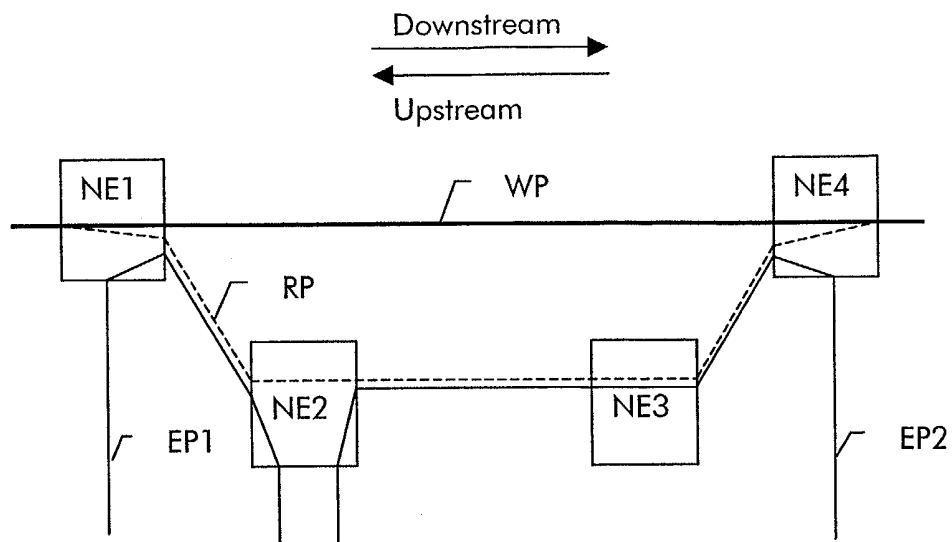 Downstream
Upstream
NE1
WP
NE4
RP
NE2
NE3
EP1
EP2